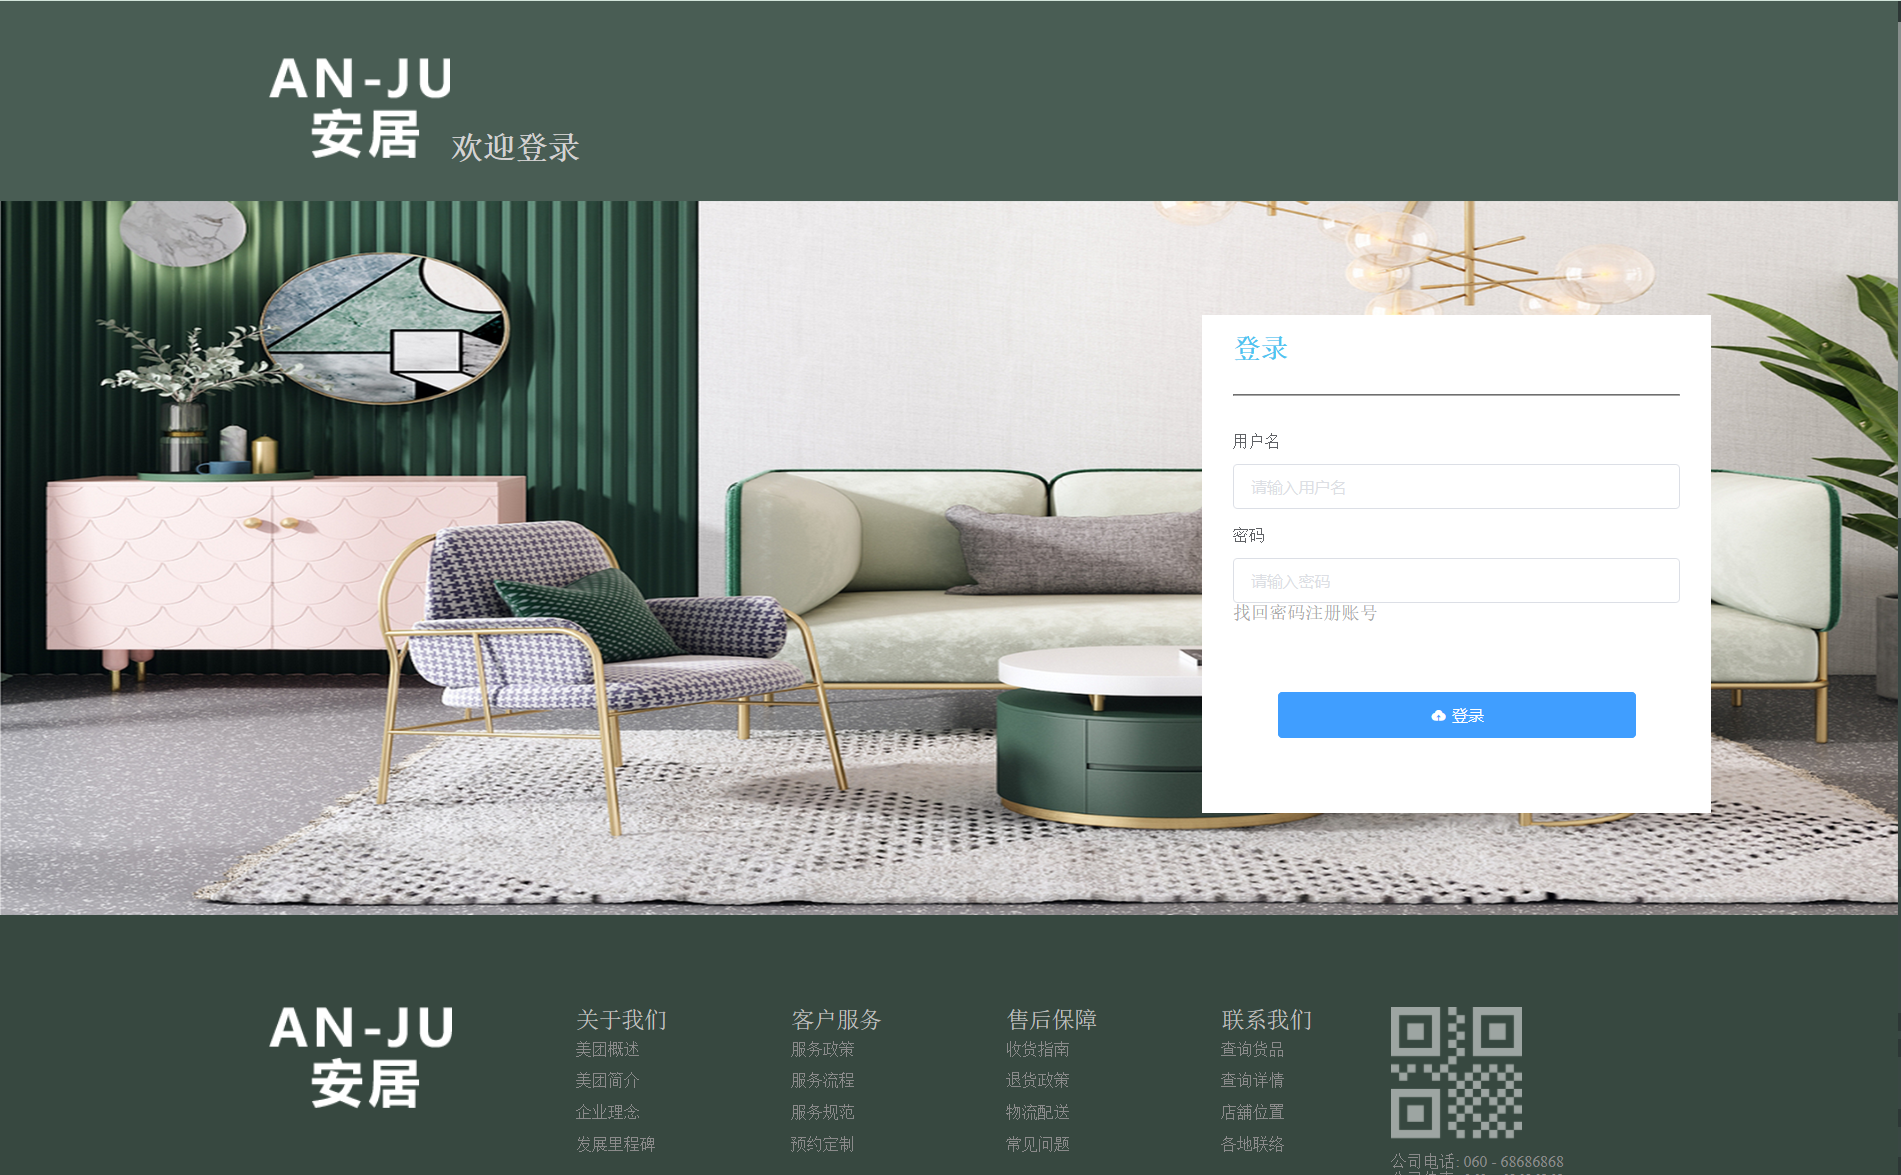 AN-JU
安居
欢迎登录
登录
用户名
请输入用户名
密码
请输入密码
找回密码注册账号
登录
AN-JU
安居
关于我们
美团概述
美团简介
企业理念
发展里程碑
客户服务
服务政策
服务流程
服务规范
预约定制
售后保障
收货指南
退货政策
物流配送
常见问题
联系我们
查询货品
查询详情
店舖位置
各地联络
公司电话: 060 - 68686868